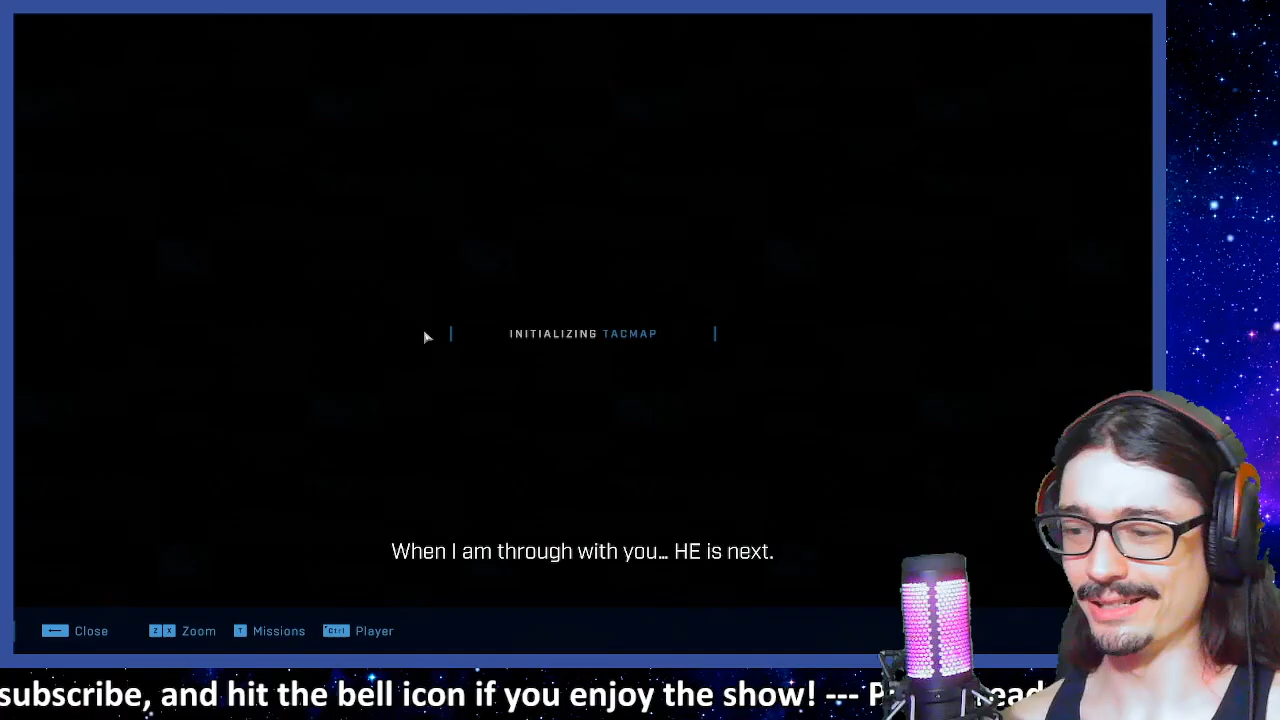 INITIALIZING TACMAP
When I am through with you... HE is next.
Close Z X Zoom T Missions Ctrl Player
subscribe, and hit the bell icon if you enjoy the show! ---